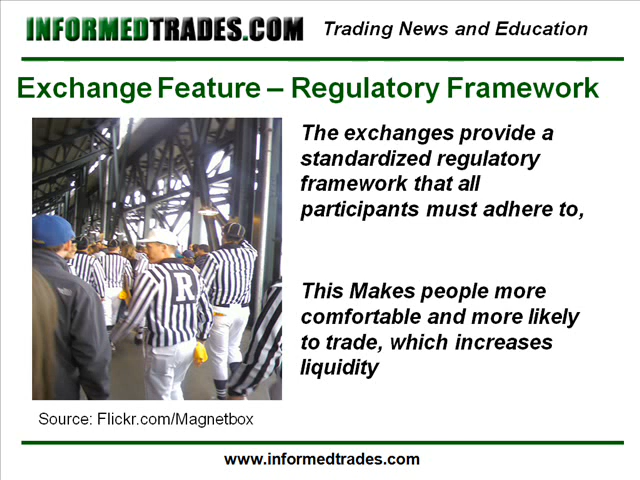 INFORMEDTRADES.COM Trading News and Education
Exchange Feature – Regulatory Framework
The exchanges provide a
standardized regulatory
framework that all
participants must adhere to,
This Makes people more
comfortable and more likely
to trade, which increases
liquidity
R
Source: Flickr.com/Magnetbox
www.informedtrades.com